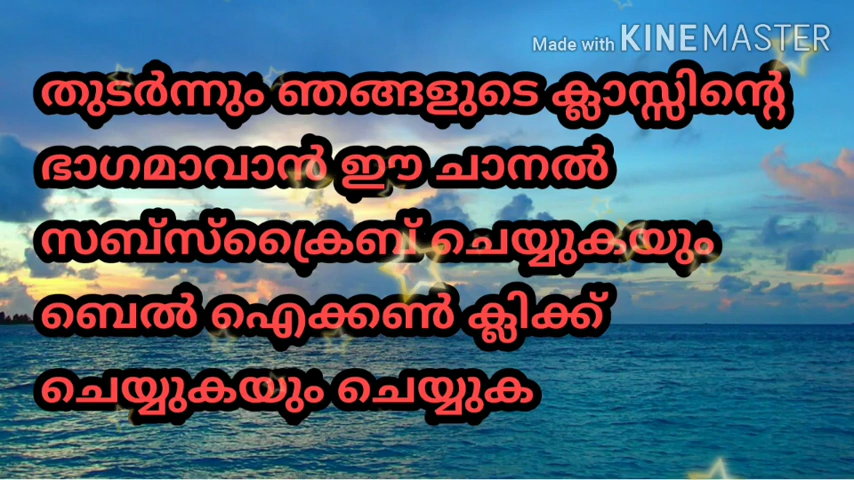 Made with KINEMASTER
തുടർന്നും ഞങ്ങളുടെ ക്ലാസ്സിന്റെ
ഭാഗമാവാൻ ഈ ചാനൽ
സബ്സ്ക്രൈബ് ചെയ്യുകയും
ബെൽ ഐക്കൺ ക്ലിക്ക്
ചെയ്യുകയും ചെയ്യുക